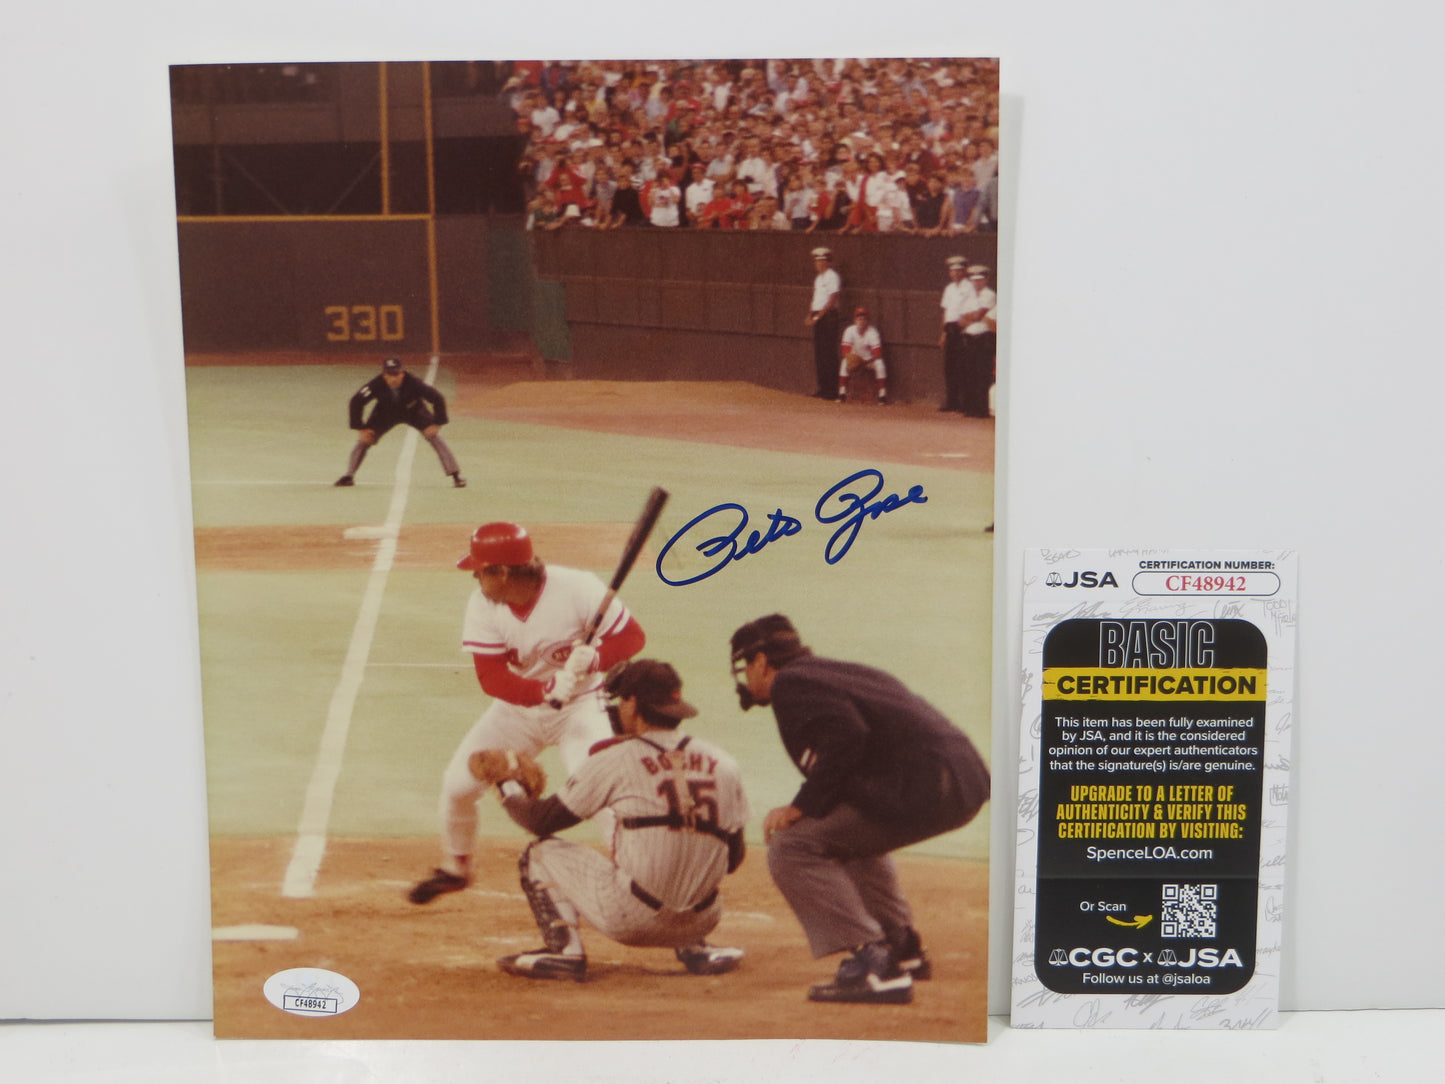 330
Pete Rose
BOCHY
15
CF48942
JSA
CERTIFICATION NUMBER:
CF48942
BASIC
CERTIFICATION
This item has been fully examined
by JSA, and it is the considered
opinion of our expert authenticators
that the signature(s) is/are genuine.
UPGRADE TO A LETTER OF
AUTHENTICITY & VERIFY THIS
CERTIFICATION BY VISITING:
SpenceLOA.com
Or Scan
CGC x JSA
Follow us at @jsaloa